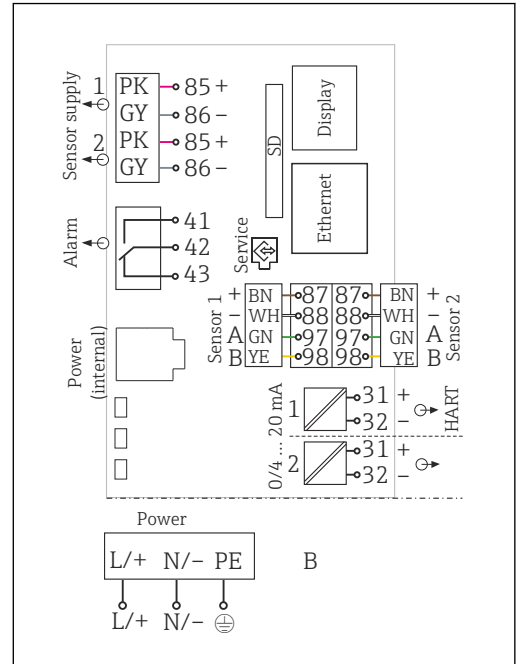 Sensor supply
1 PK 85 +
GY 86 –
2 PK 85 +
GY 86 –
Display
SD
Ethernet
Alarm
41
42
43
Service
Sensor 1
+ BN 87 87 BN +
– WH 88 88 WH –
A GN 97 97 GN A
B YE 98 98 YE B
Sensor 2
Power
(internal)
0/4 ... 20 mA
1 31 +
32 –
HART
2 31 +
32 –
Power
L/+ N/– PE
B
L/+ N/–